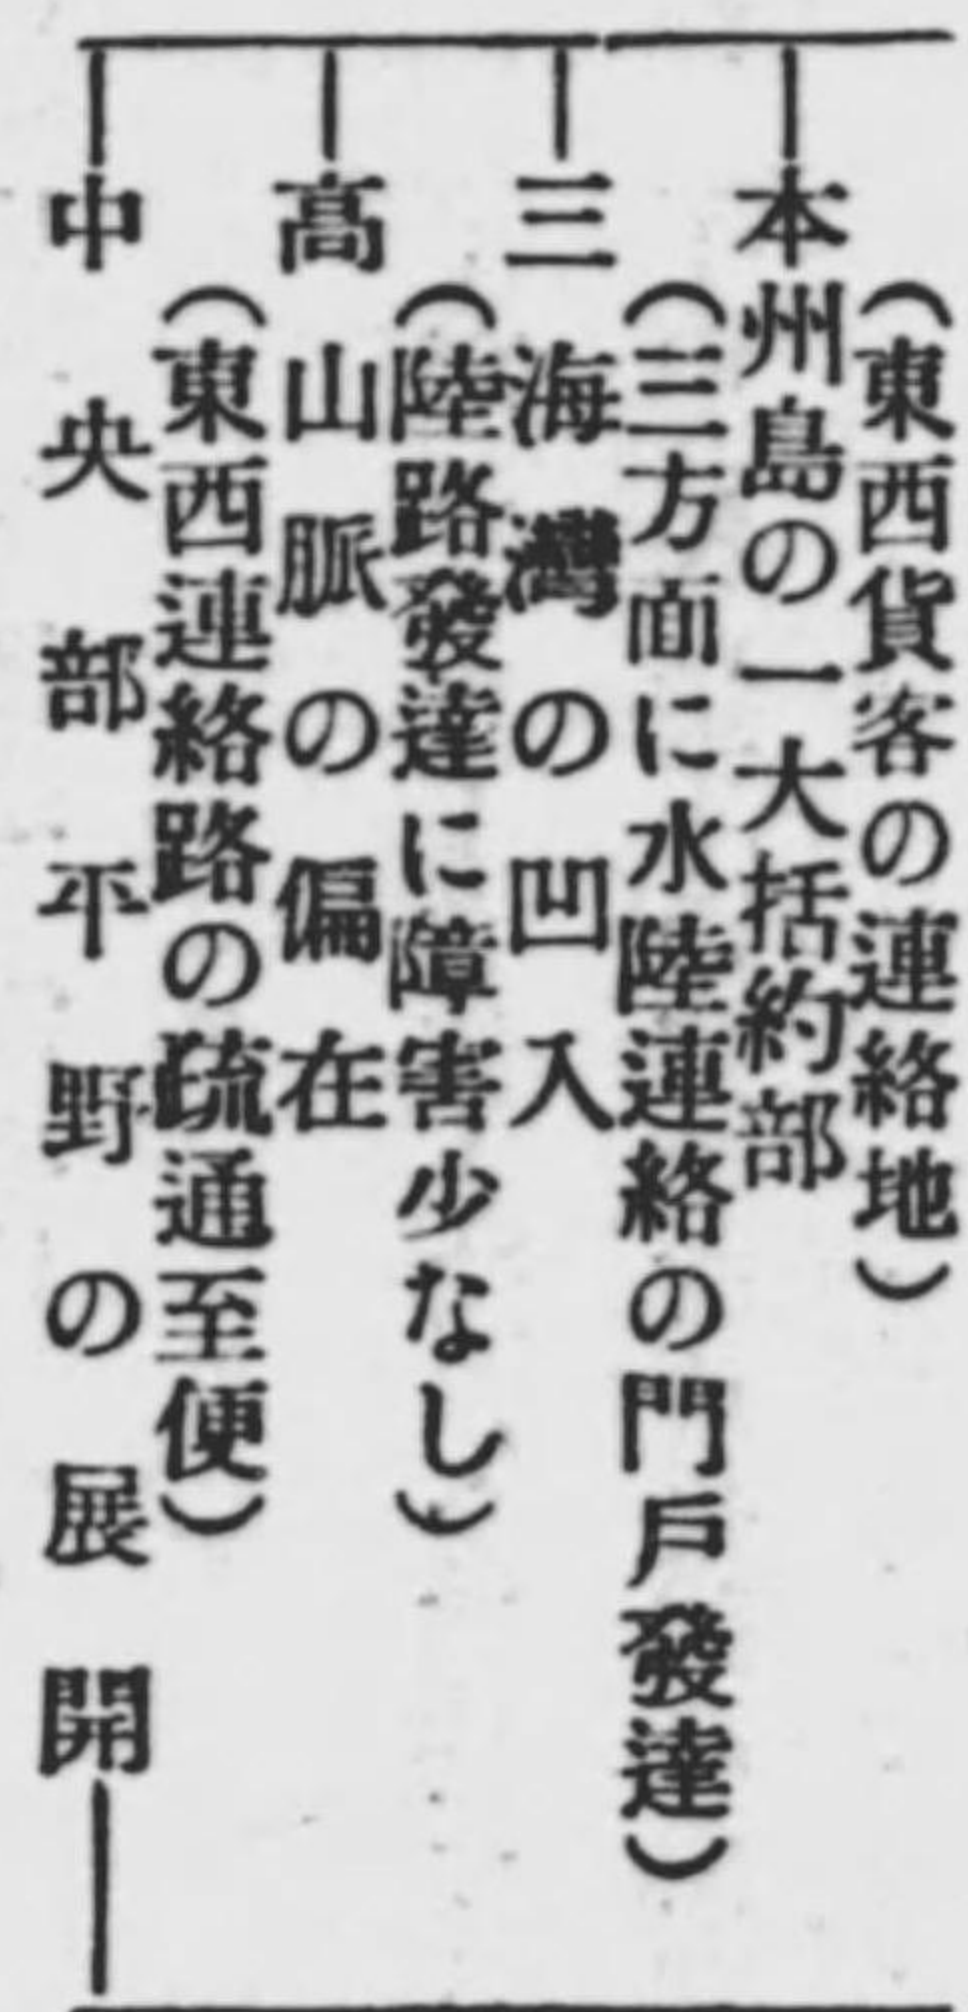 （東西貨客の連絡地）
本州島の一大括約部
（三方面に水陸連絡の門戶發達）
三海灣の凹入
（陸路發達に障害少なし）
高山脈の偏在
（東西連絡路の疏通至便）
中央部平野の展開